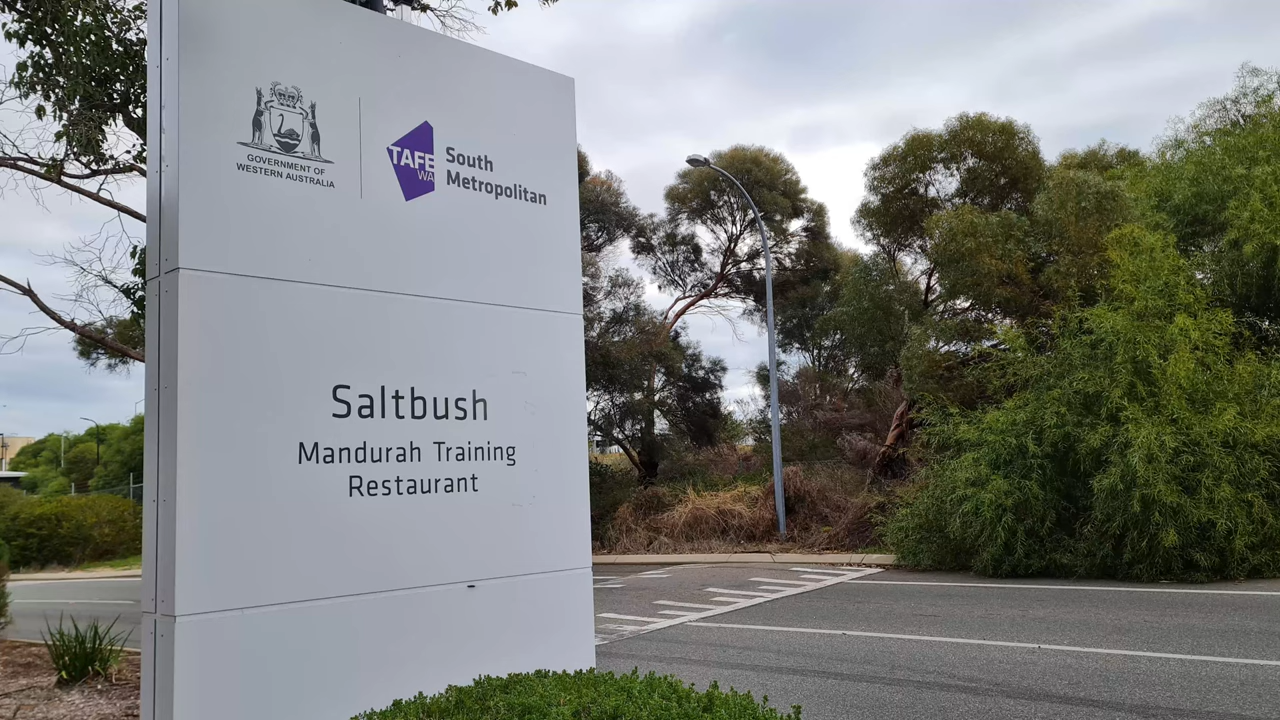 GOVERNMENT OF
WESTERN AUSTRALIA
TAFE
WA
South
Metropolitan
Saltbush
Mandurah Training
Restaurant